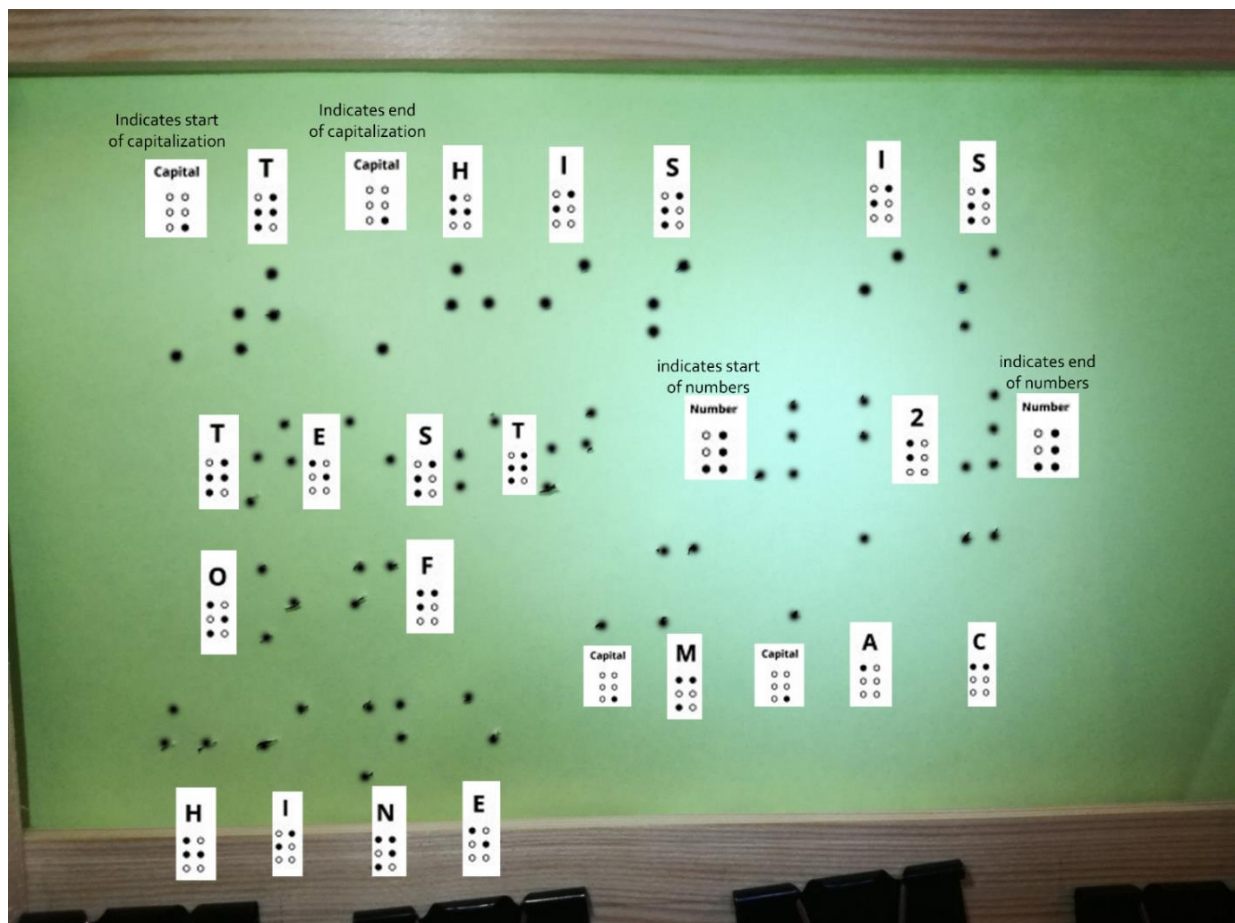 Indicates start of capitalization
Indicates end of capitalization
Capital T Capital H I S I S
indicates start of numbers
indicates end of numbers
T E S T Number 2 Number
O F
Capital M Capital A C
H I N E